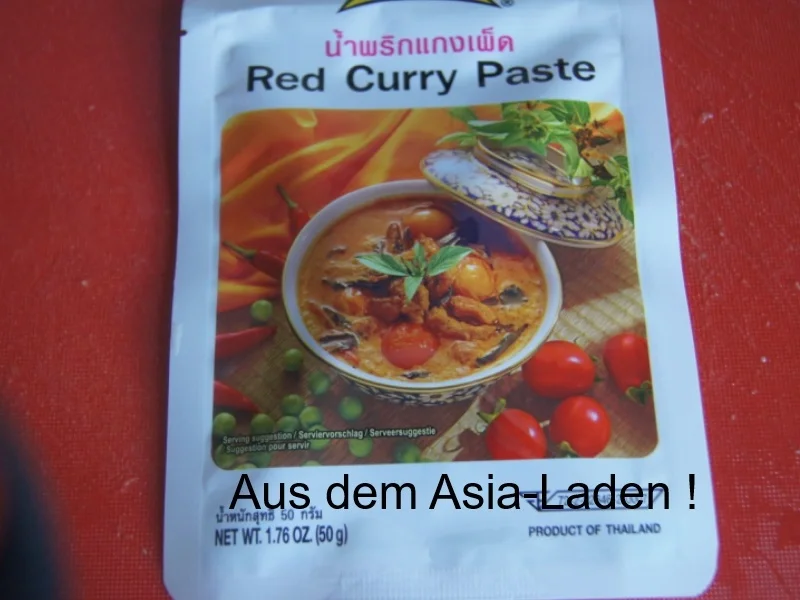 ®
น้ำพริกแกงเผ็ด
Red Curry Paste
Serving suggestion / Serviervorschlag / Serveersuggestie
Suggestion pour servir
Aus dem Asia-Laden !
น้ำหนักสุทธิ 50 กรัม
NET WT. 1.76 OZ. (50 g)
PRODUCT OF THAILAND